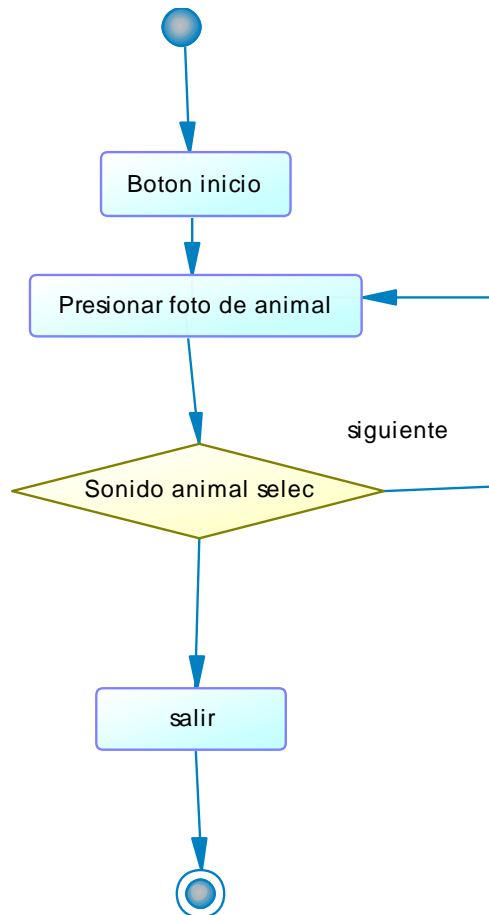 Boton inicio
Presionar foto de animal
siguiente
Sonido animal selec
salir